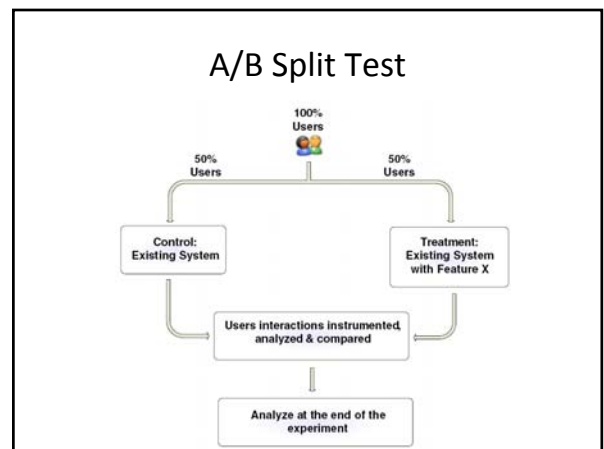 A/B Split Test
100%
Users
50%
Users
50%
Users
Control:
Existing System
Treatment:
Existing System
with Feature X
Users interactions instrumented,
analyzed & compared
Analyze at the end of the
experiment